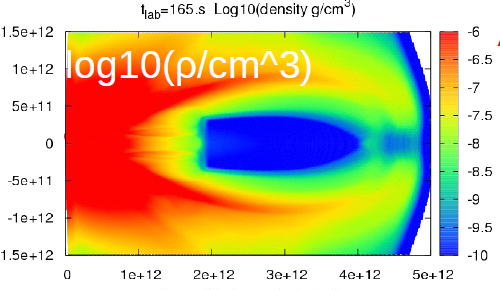 t_lab=165.s Log10(density g/cm^3)
log10(ρ/cm^3)
1.5e+12
1e+12
5e+11
0
-5e+11
-1e+12
-1.5e+12
0 1e+12 2e+12 3e+12 4e+12 5e+12
-6
-6.5
-7
-7.5
-8
-8.5
-9
-9.5
-10